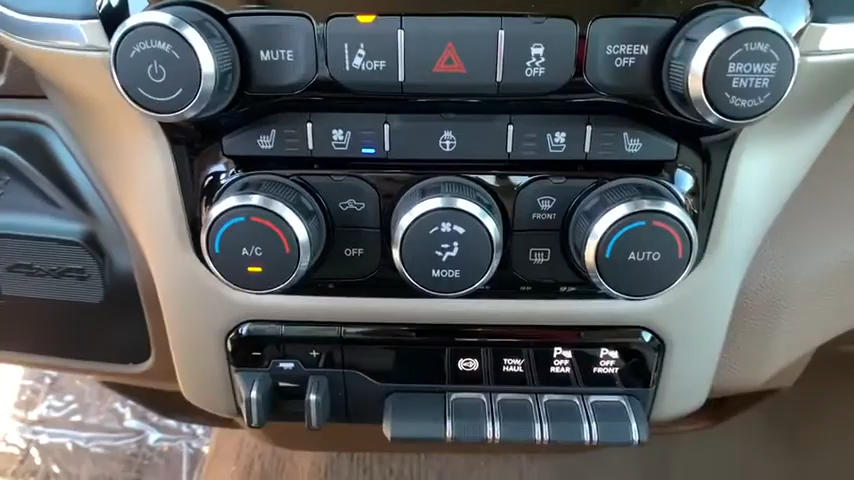 VOLUME
MUTE
OFF
OFF
SCREEN
OFF
TUNE
BROWSE
ENTER
SCROLL
A/C
OFF
MODE
FRONT
AUTO
4x4
- +
TOW/
HAUL
OFF
REAR
OFF
FRONT